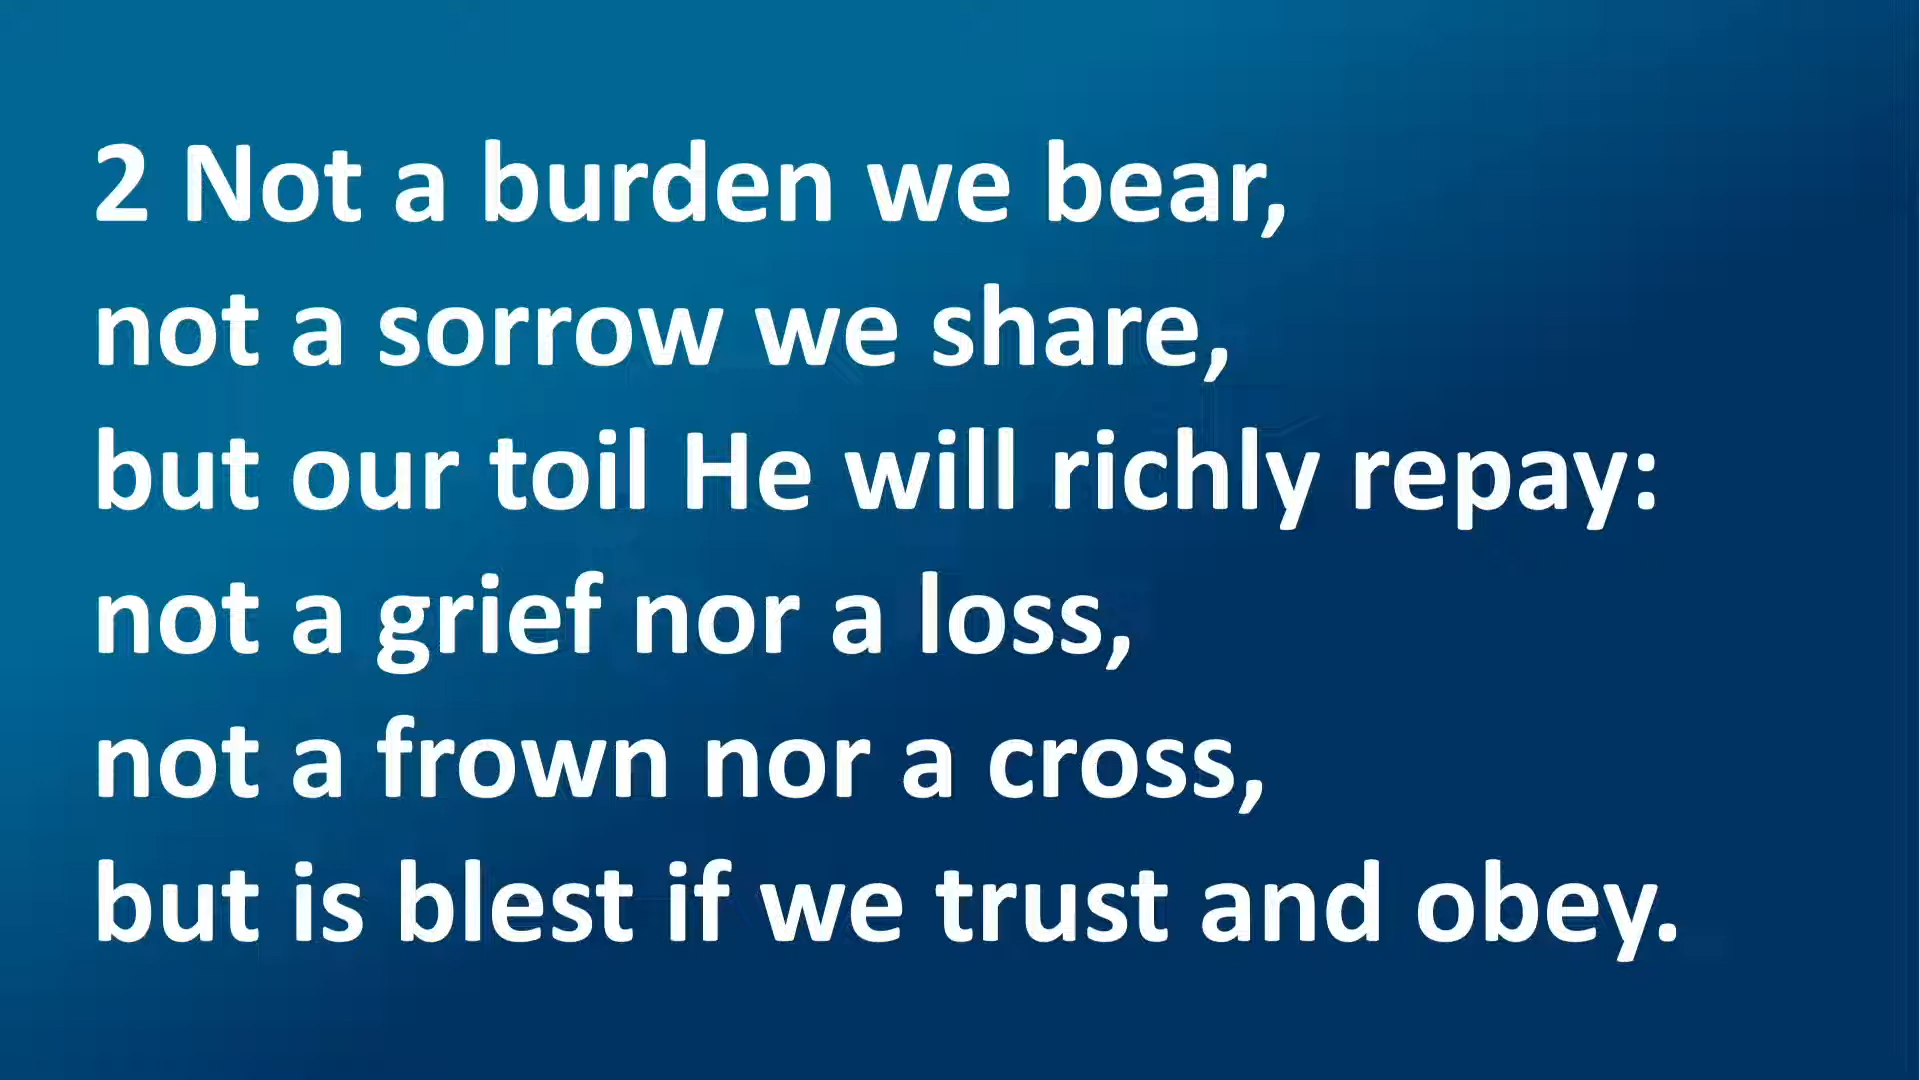 2 Not a burden we bear,
not a sorrow we share,
but our toil He will richly repay:
not a grief nor a loss,
not a frown nor a cross,
but is blest if we trust and obey.